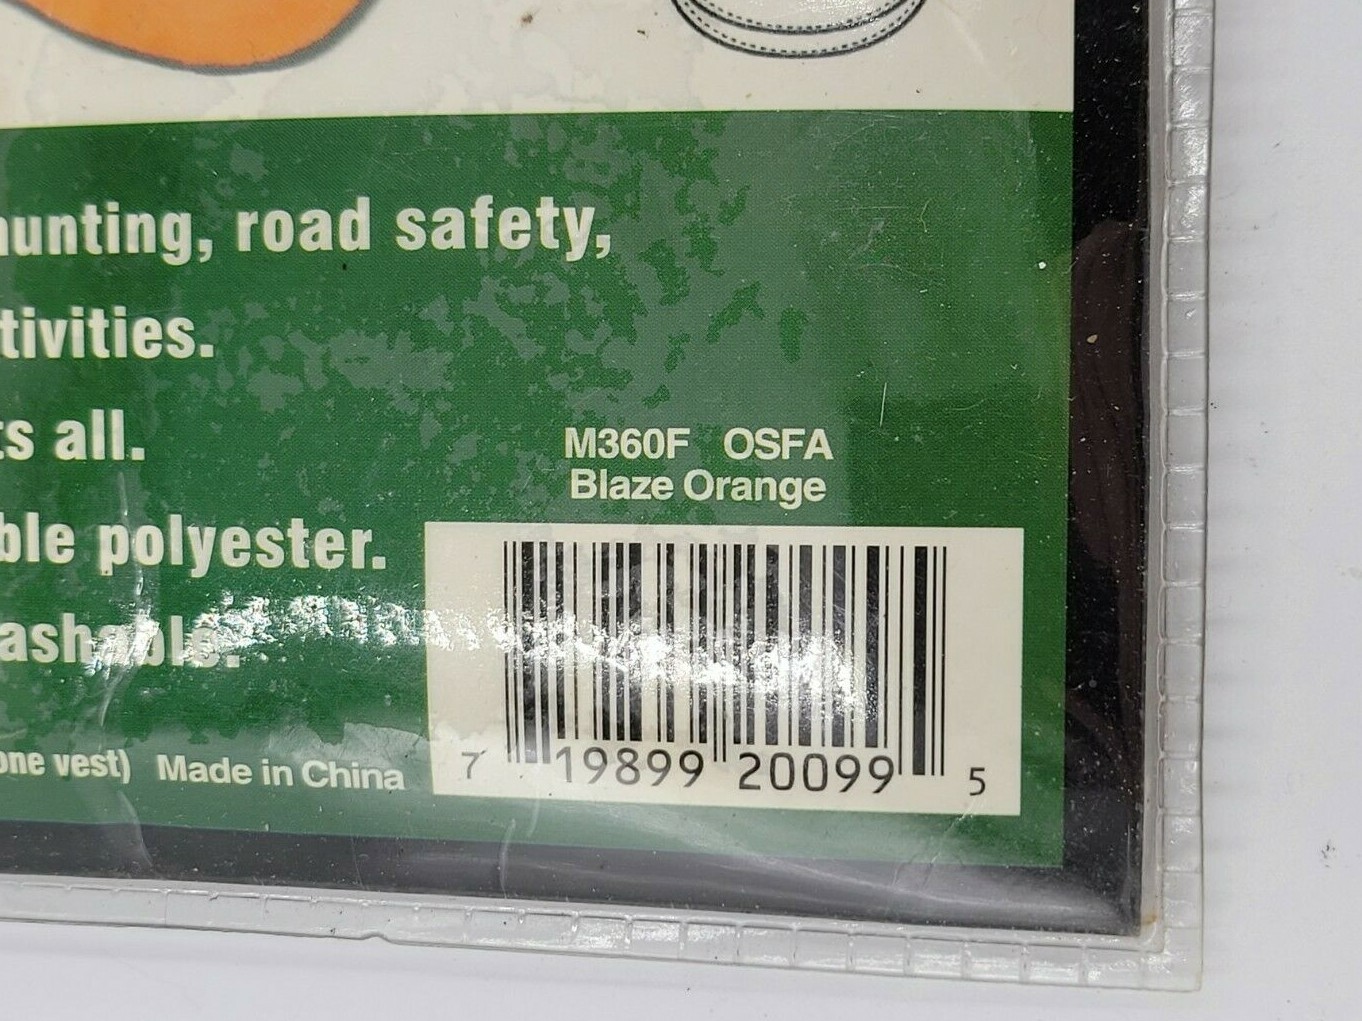 hunting, road safety,
tivities.
ts all.
M360F OSFA
Blaze Orange
ble polyester.
ashable.
one vest) Made in China
7 19899 20099 5